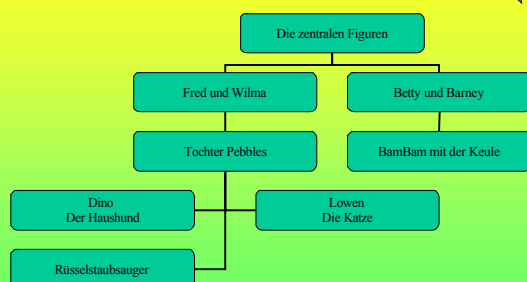 Die zentralen Figuren
Fred und Wilma
Betty und Barney
Tochter Pebbles
BamBam mit der Keule
Dino
Der Haushund
Lowen
Die Katze
Rüsselstaubsauger